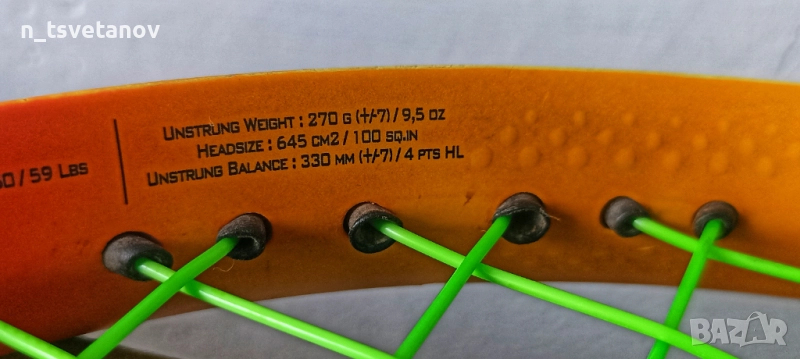 n_tsvetanov
UNSTRUNG WEIGHT : 270 G (+/-7) / 9,5 OZ
HEADSIZE : 645 CM2 / 100 SQ.IN
UNSTRUNG BALANCE : 330 MM (+/-7) / 4 PTS HL
/ 59 LBS
BAZAR